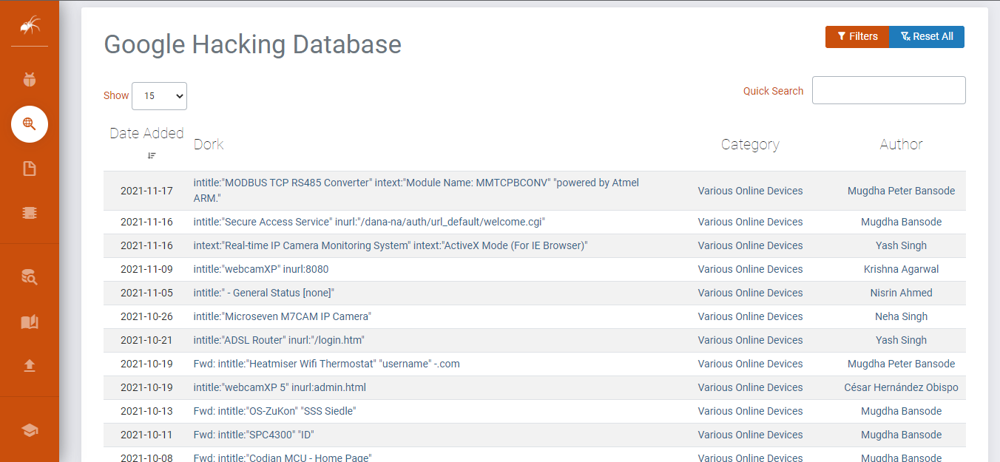 Google Hacking Database
Filters
Reset All
Show 15
Quick Search
Date Added Dork Category Author
2021-11-17 intitle:"MODBUS TCP RS485 Converter" intext:"Module Name: MMTCPBCONV" "powered by Atmel Various Online Devices Mugdha Peter Bansode
ARM."
2021-11-16 intitle:"Secure Access Service" inurl:"/dana-na/auth/url_default/welcome.cgi" Various Online Devices Mugdha Bansode
2021-11-16 intext:"Real-time IP Camera Monitoring System" intext:"ActiveX Mode (For IE Browser)" Various Online Devices Yash Singh
2021-11-09 intitle:"webcamXP" inurl:8080 Various Online Devices Krishna Agarwal
2021-11-05 intitle:" - General Status [none]" Various Online Devices Nisrin Ahmed
2021-10-26 intitle:"Microseven M7CAM IP Camera" Various Online Devices Neha Singh
2021-10-21 intitle:"ADSL Router" inurl:"/login.htm" Various Online Devices Yash Singh
2021-10-19 Fwd: intitle:"Heatmiser Wifi Thermostat" "username" -.com Various Online Devices Mugdha Peter Bansode
2021-10-19 intitle:"webcamXP 5" inurl:admin.html Various Online Devices César Hernández Obispo
2021-10-13 Fwd: intitle:"OS-ZuKon" "SSS Siedle" Various Online Devices Mugdha Bansode
2021-10-11 Fwd: intitle:"SPC4300" "ID" Various Online Devices Mugdha Bansode
2021-10-08 Fwd: intitle:"Codian MCU - Home Page" Various Online Devices Mugdha Bansode